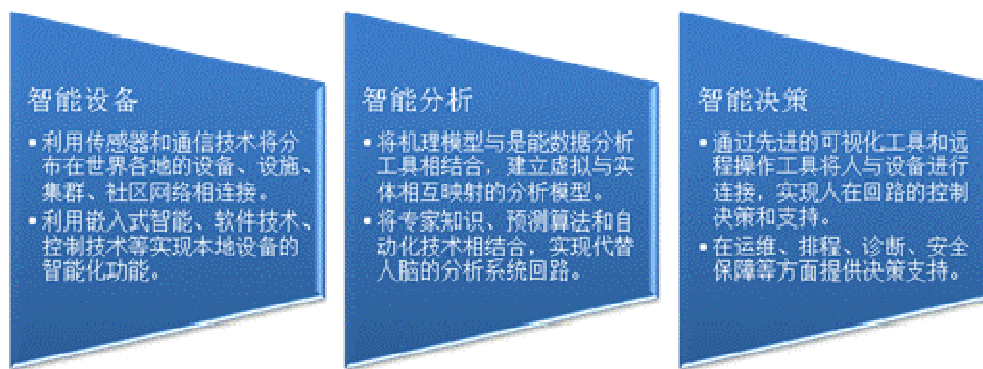 智能设备
•利用传感器和通信技术将分
布在世界各地的设备、设施、
集群、社区网络相连接。
•利用嵌入式智能、软件技术、
控制技术等实现本地设备的
智能化功能。
智能分析
•将机理模型与是能数据分析
工具相结合，建立虚拟与实
体相互映射的分析模型。
•将专家知识、预测算法和自
动化技术相结合，实现代替
人脑的分析系统回路。
智能决策
•通过先进的可视化工具和远
程操作工具将人与设备进行
连接，实现人在回路的控制
决策和支持。
•在运维、排程、诊断、安全
保障等方面提供决策支持。